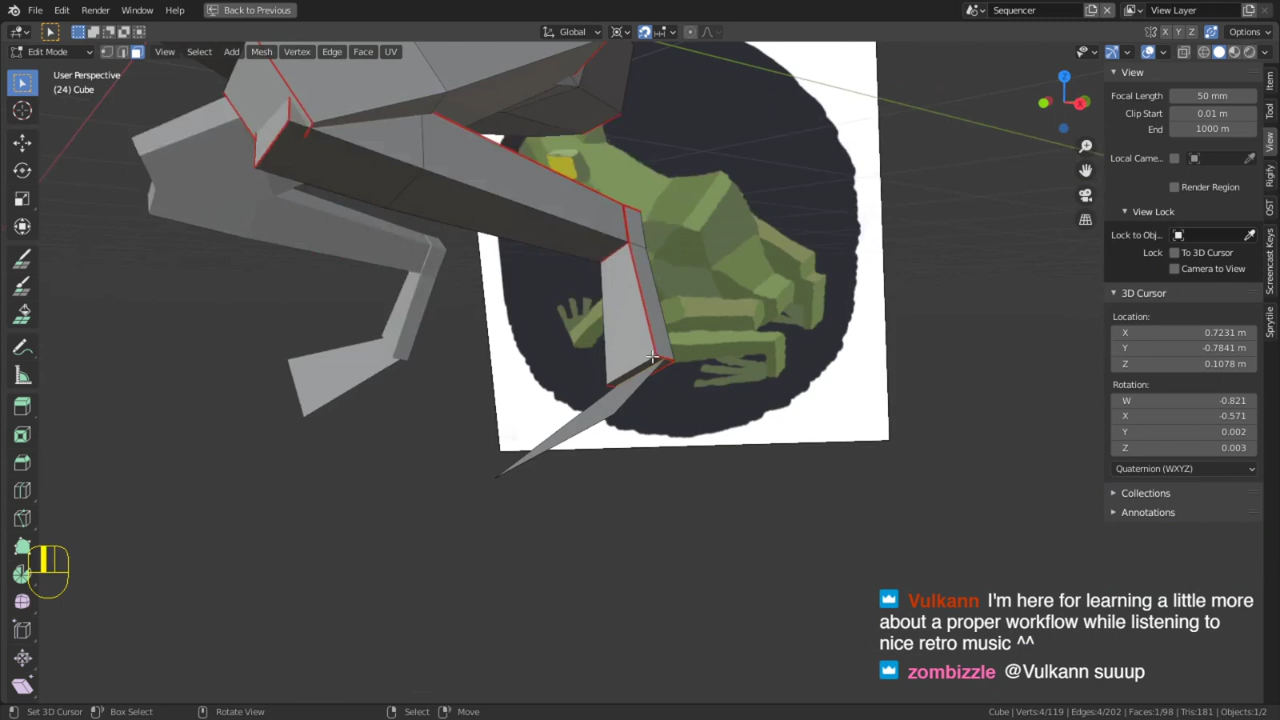 File Edit Render Window Help Back to Previous Sequencer View Layer
Global Options
Edit Mode View Select Add Mesh Vertex Edge Face UV
X Y Z
User Perspective
(24) Cube
Z
X
View
Focal Length 50 mm
Clip Start 0.01 m
End 1000 m
Local Came...
Render Region
View Lock
Lock to Obj...
Lock To 3D Cursor
Camera to View
3D Cursor
Location:
X 0.7231 m
Y -0.7841 m
Z 0.1078 m
Rotation:
W -0.821
X -0.571
Y 0.002
Z 0.003
Quaternion (WXYZ)
Collections
Annotations
Item
Tool
View
Rigify
OST
Screencast Keys
Sprytile
Vulkann I'm here for learning a little more
about a proper workflow while listening to
nice retro music ^^
zombizzle @Vulkann suuup
Set 3D Cursor Box Select Rotate View Select Move Cube | Verts:4/119 | Edges:4/202 | Faces:1/98 | Tris:181 | Objects:1/2